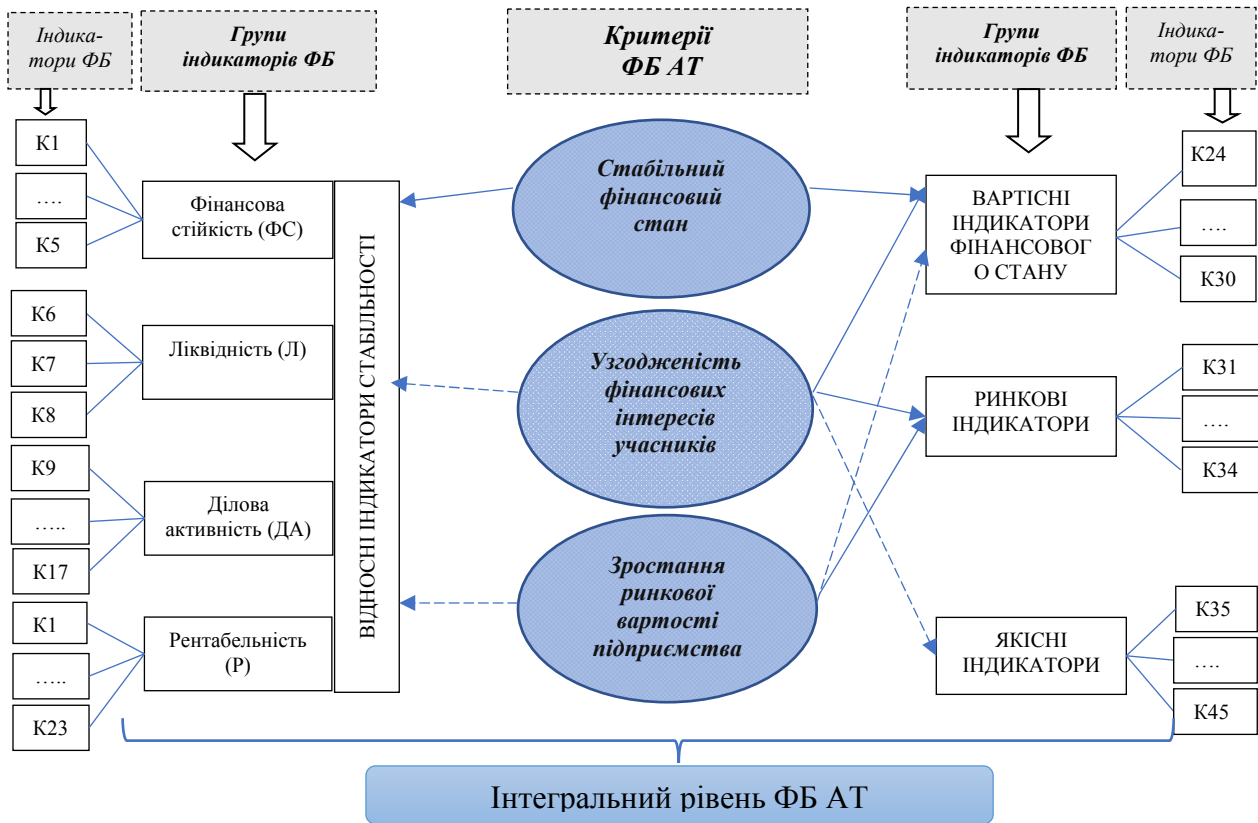 Індика-
тори ФБ
Групи
індикаторів ФБ
Критерії
ФБ АТ
Групи
індикаторів ФБ
Індика-
тори ФБ
К1
….
К5
К6
К7
К8
К9
…..
К17
К1
…..
К23
Фінансова
стійкість (ФС)
Ліквідність (Л)
Ділова
активність (ДА)
Рентабельність
(Р)
ВІДНОСНІ ІНДИКАТОРИ СТАБІЛЬНОСТІ
Стабільний
фінансовий
стан
Узгодженість
фінансових
інтересів
учасників
Зростання
ринкової
вартості
підприємства
ВАРТІСНІ
ІНДИКАТОРИ
ФІНАНСОВОГ
О СТАНУ
РИНКОВІ
ІНДИКАТОРИ
ЯКІСНІ
ІНДИКАТОРИ
К24
….
К30
К31
….
К34
К35
….
К45
Інтегральний рівень ФБ АТ